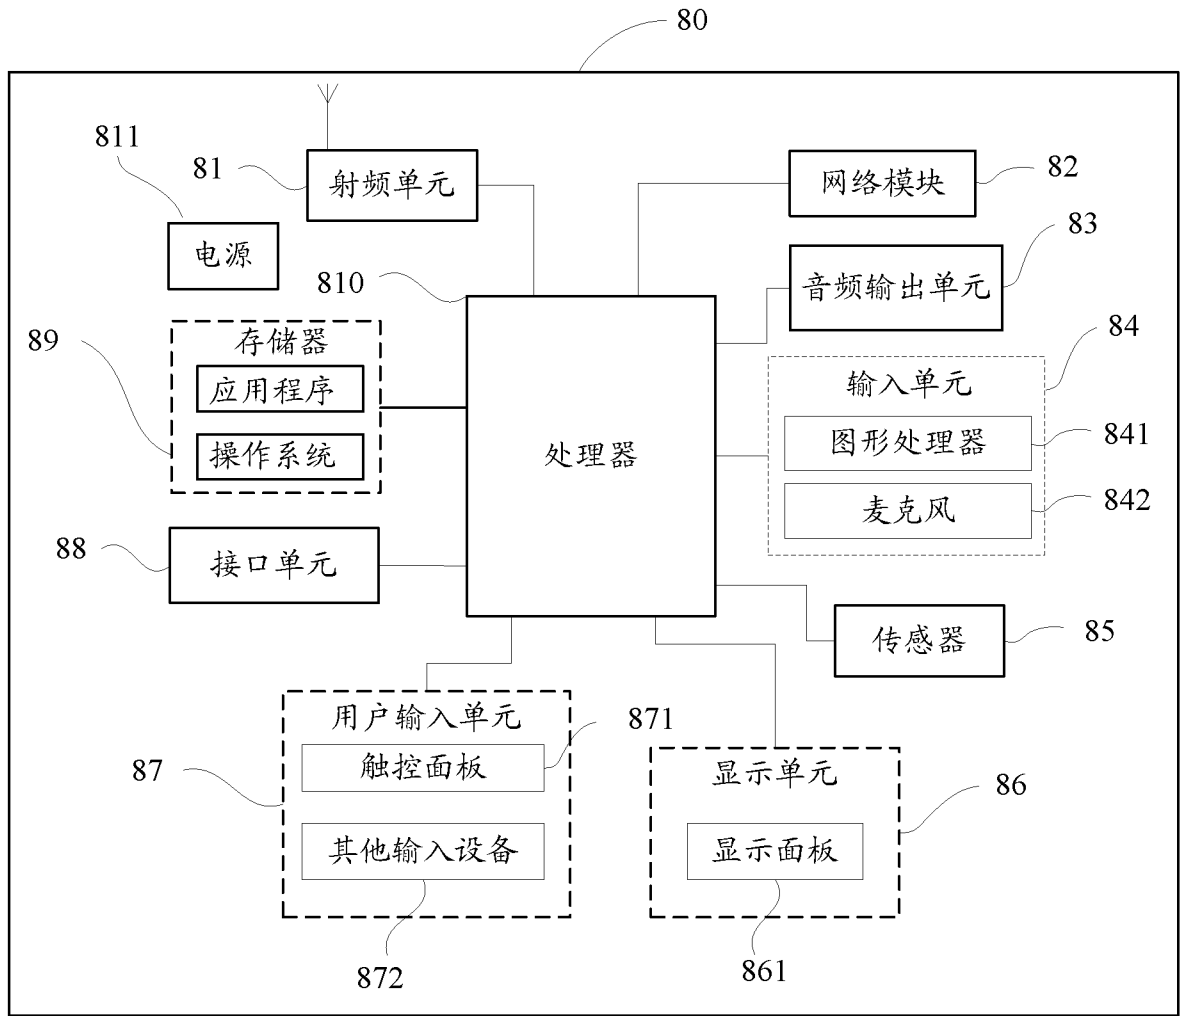 80
811
81
射频单元
网络模块
82
电源
810
音频输出单元
83
89
存储器
应用程序
操作系统
处理器
84
输入单元
图形处理器
841
麦克风
842
88
接口单元
传感器
85
87
用户输入单元
871
触控面板
其他输入设备
872
显示单元
86
显示面板
861